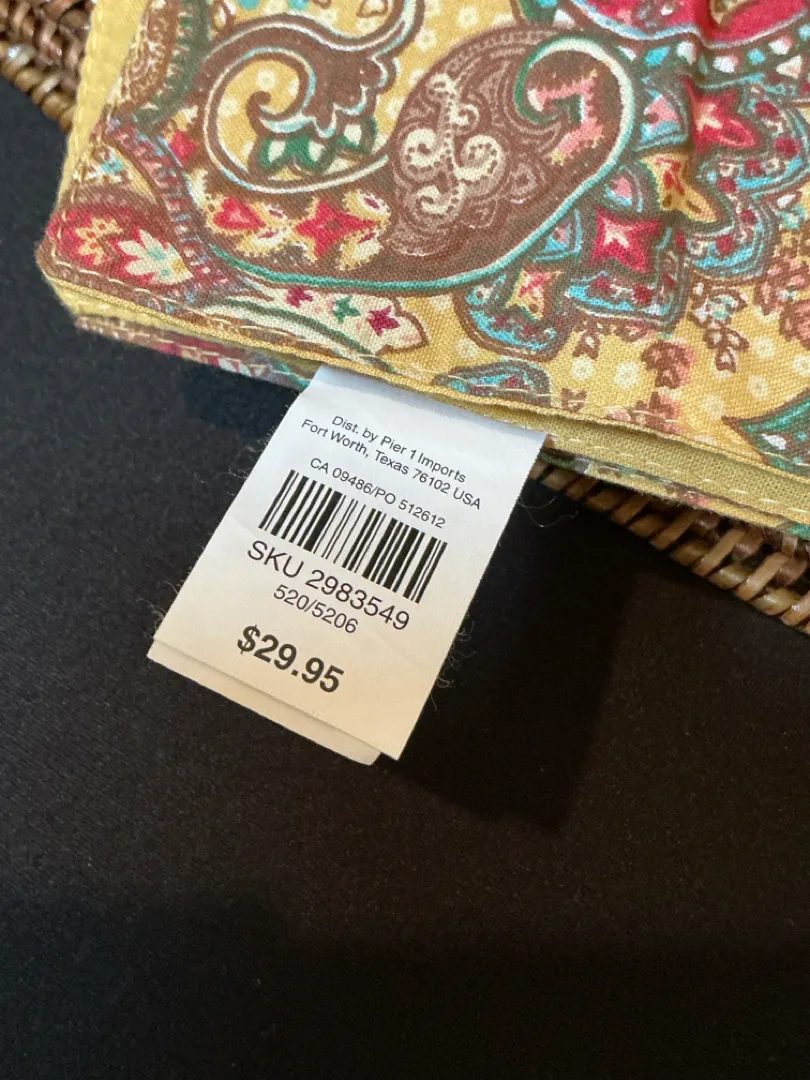 Dist. by Pier 1 Imports
Fort Worth, Texas 76102 USA
CA 09486/PO 512612
SKU 2983549
520/5206
$29.95